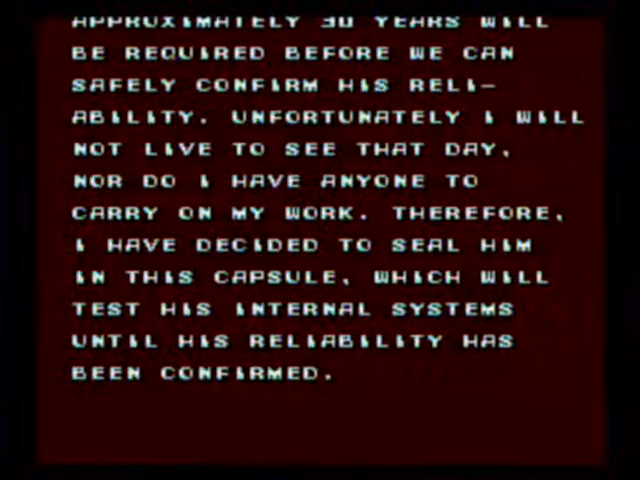 APPROXIMATELY 30 YEARS WILL
BE REQUIRED BEFORE WE CAN
SAFELY CONFIRM HIS RELI-
ABILITY. UNFORTUNATELY I WILL
NOT LIVE TO SEE THAT DAY,
NOR DO I HAVE ANYONE TO
CARRY ON MY WORK. THEREFORE,
I HAVE DECIDED TO SEAL HIM
IN THIS CAPSULE, WHICH WILL
TEST HIS INTERNAL SYSTEMS
UNTIL HIS RELIABILITY HAS
BEEN CONFIRMED.